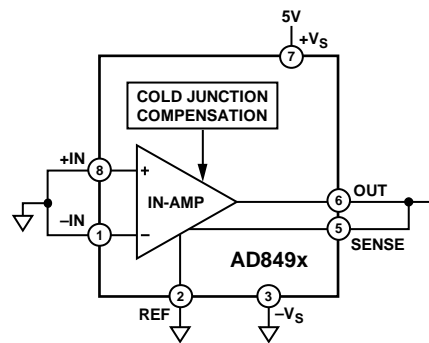 5V
+VS
7
COLD JUNCTION
COMPENSATION
+IN
8
+
IN-AMP
6
OUT
–IN
1
–
5
SENSE
AD849x
REF
2
3
–VS